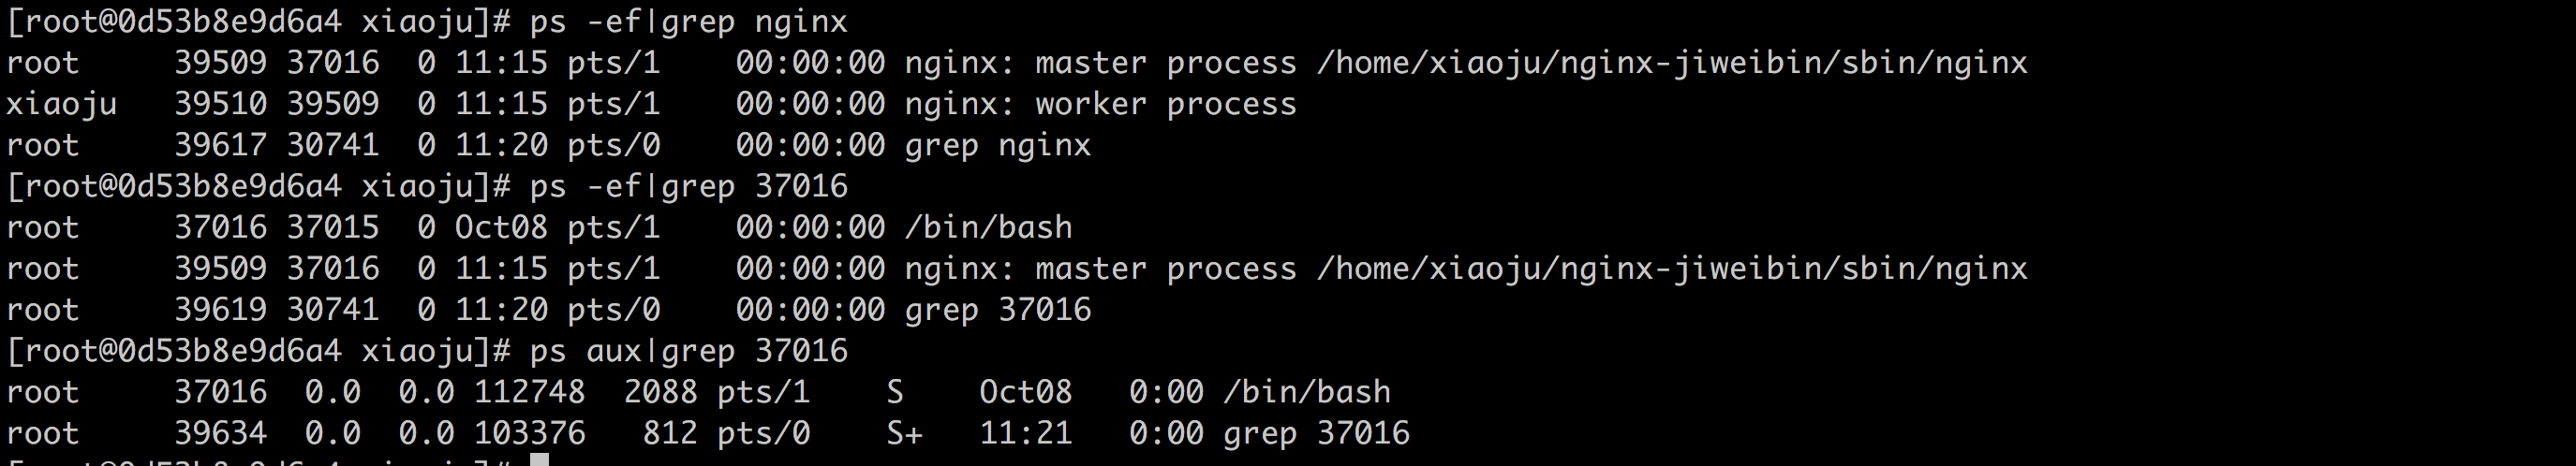 [root@0d53b8e9d6a4 xiaoju]# ps -ef|grep nginx
root     39509 37016  0 11:15 pts/1    00:00:00 nginx: master process /home/xiaoju/nginx-jiweibin/sbin/nginx
xiaoju   39510 39509  0 11:15 pts/1    00:00:00 nginx: worker process
root     39617 30741  0 11:20 pts/0    00:00:00 grep nginx
[root@0d53b8e9d6a4 xiaoju]# ps -ef|grep 37016
root     37016 37015  0 Oct08 pts/1    00:00:00 /bin/bash
root     39509 37016  0 11:15 pts/1    00:00:00 nginx: master process /home/xiaoju/nginx-jiweibin/sbin/nginx
root     39619 30741  0 11:20 pts/0    00:00:00 grep 37016
[root@0d53b8e9d6a4 xiaoju]# ps aux|grep 37016
root     37016  0.0  0.0 112748  2088 pts/1    S    Oct08   0:00 /bin/bash
root     39634  0.0  0.0 103376   812 pts/0    S+   11:21   0:00 grep 37016
[root@0d53b8e9d6a4 xiaoju]#